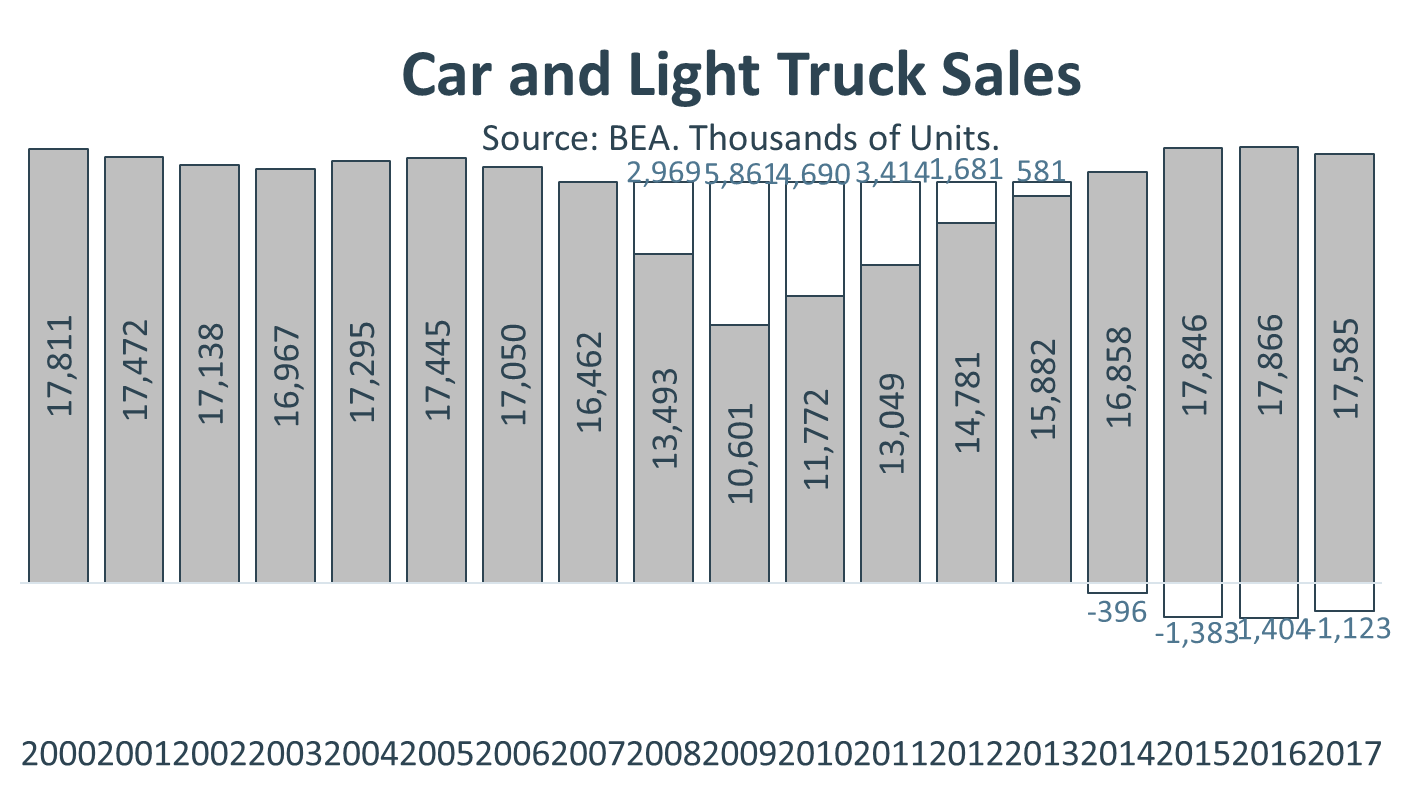 Car and Light Truck Sales
Source: BEA. Thousands of Units.
2,969 5,861 4,690 3,414 1,681 581
17,811 17,472 17,138 16,967 17,295 17,445 17,050 16,462 13,493 10,601 11,772 13,049 14,781 15,882 16,858 17,846 17,866 17,585
-396 -1,383 -1,404 -1,123
2000 2001 2002 2003 2004 2005 2006 2007 2008 2009 2010 2011 2012 2013 2014 2015 2016 2017